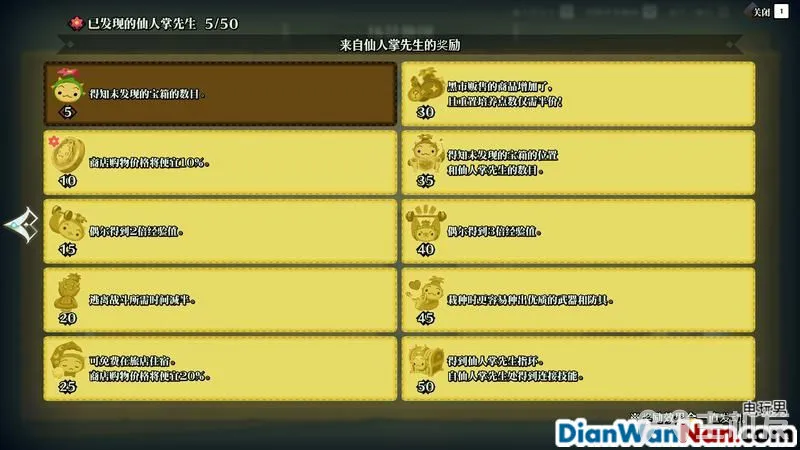 已发现的仙人掌先生 5/50
关闭 1
来自仙人掌先生的奖励
得知未发现的宝箱的数目。
5
商店购物价格将便宜10%。
10
偶尔得到2倍经验值。
15
逃离战斗所需时间减半。
20
可免费在旅店住宿。
商店购物价格将便宜20%。
25
黑市贩售的商品增加了，
且重置培养点数仅需半价！
30
得知未发现的宝箱的位置
和仙人掌先生的数目。
35
偶尔得到3倍经验值。
40
栽种时更容易种出优质的武器和防具。
45
得到仙人掌先生指环。
自仙人掌先生处得到连接技能。
50
※奖励效果会一直发
电玩男
DianWanNan.com